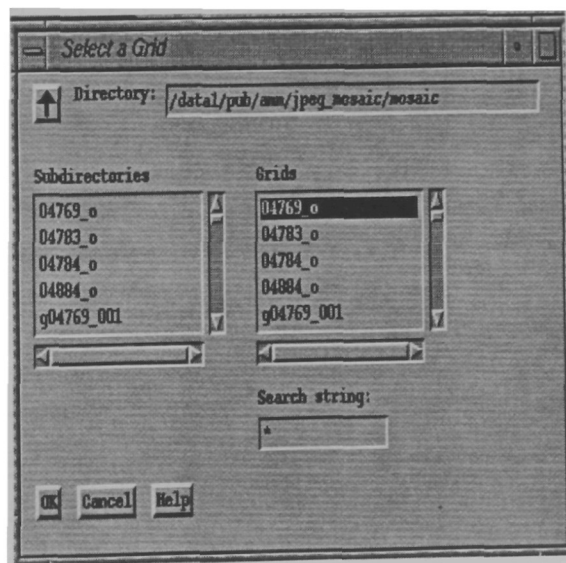 Select a Grid
Directory: /data1/pub/amm/jpeg_mosaic/mosaic
Subdirectories
04769_o
04783_o
04784_o
04884_o
g04769_001
Grids
04769_o
04783_o
04784_o
04884_o
g04769_001
Search string:
*
OK Cancel Help